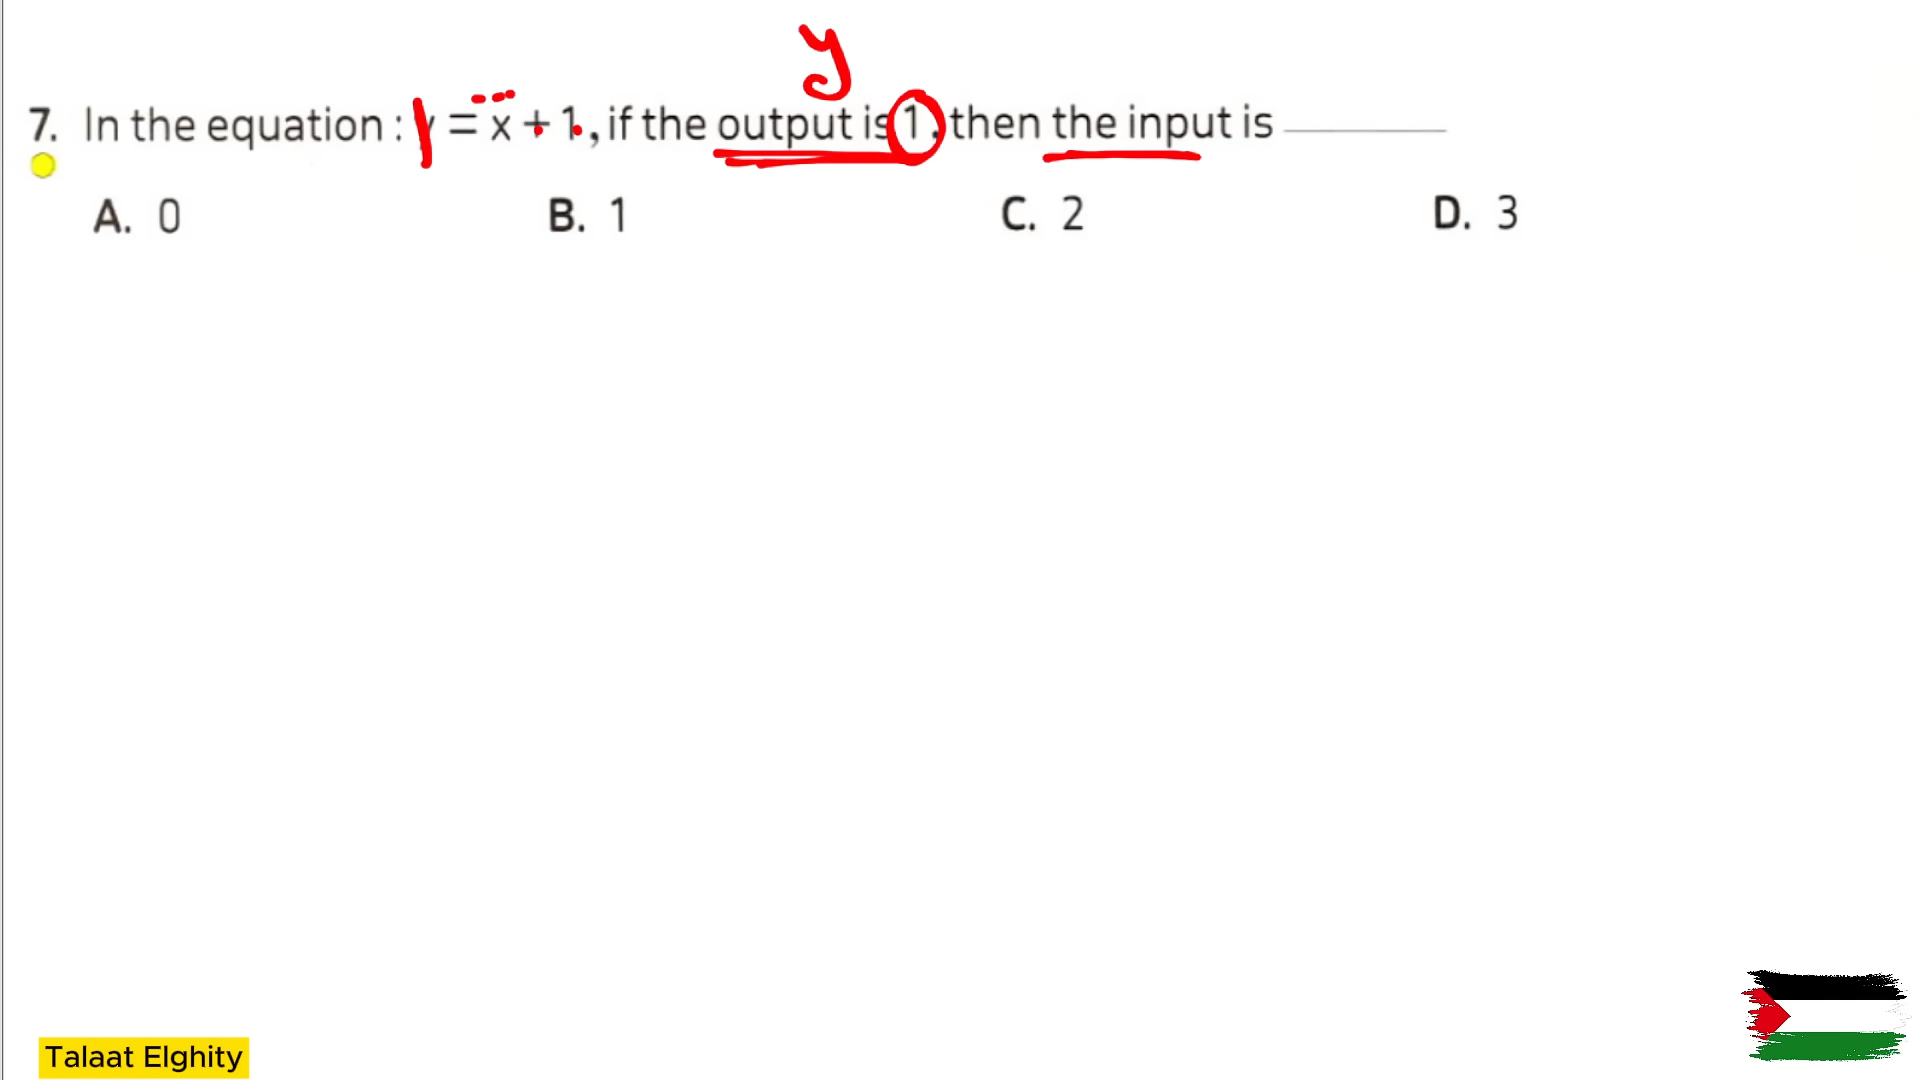 y
7. In the equation : y = x + 1, if the output is 1, then the input is
A. 0 B. 1 C. 2 D. 3
Talaat Elghity